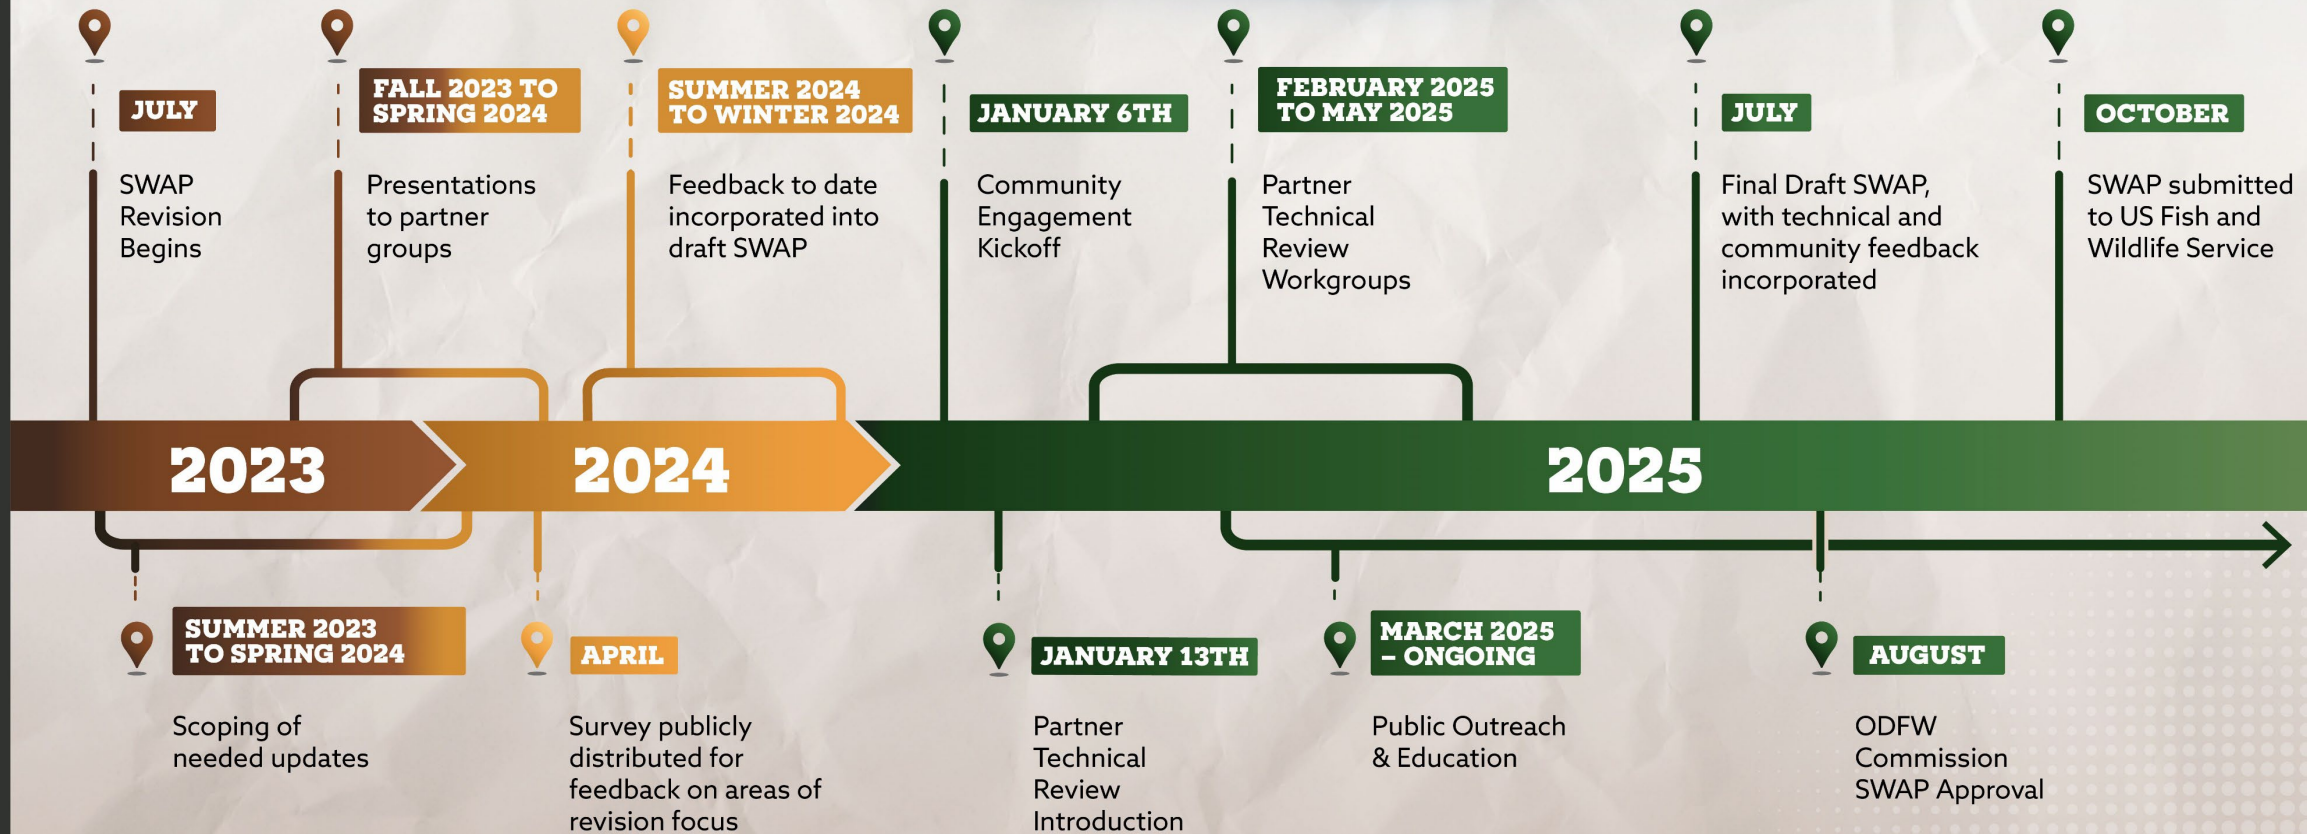 JULY
SWAP
Revision
Begins
FALL 2023 TO
SPRING 2024
Presentations
to partner
groups
SUMMER 2024
TO WINTER 2024
Feedback to date
incorporated into
draft SWAP
JANUARY 6TH
Community
Engagement
Kickoff
FEBRUARY 2025
TO MAY 2025
Partner
Technical
Review
Workgroups
JULY
Final Draft SWAP,
with technical and
community feedback
incorporated
OCTOBER
SWAP submitted
to US Fish and
Wildlife Service
2023
2024
2025
SUMMER 2023
TO SPRING 2024
Scoping of
needed updates
APRIL
Survey publicly
distributed for
feedback on areas of
revision focus
JANUARY 13TH
Partner
Technical
Review
Introduction
MARCH 2025
– ONGOING
Public Outreach
& Education
AUGUST
ODFW
Commission
SWAP Approval